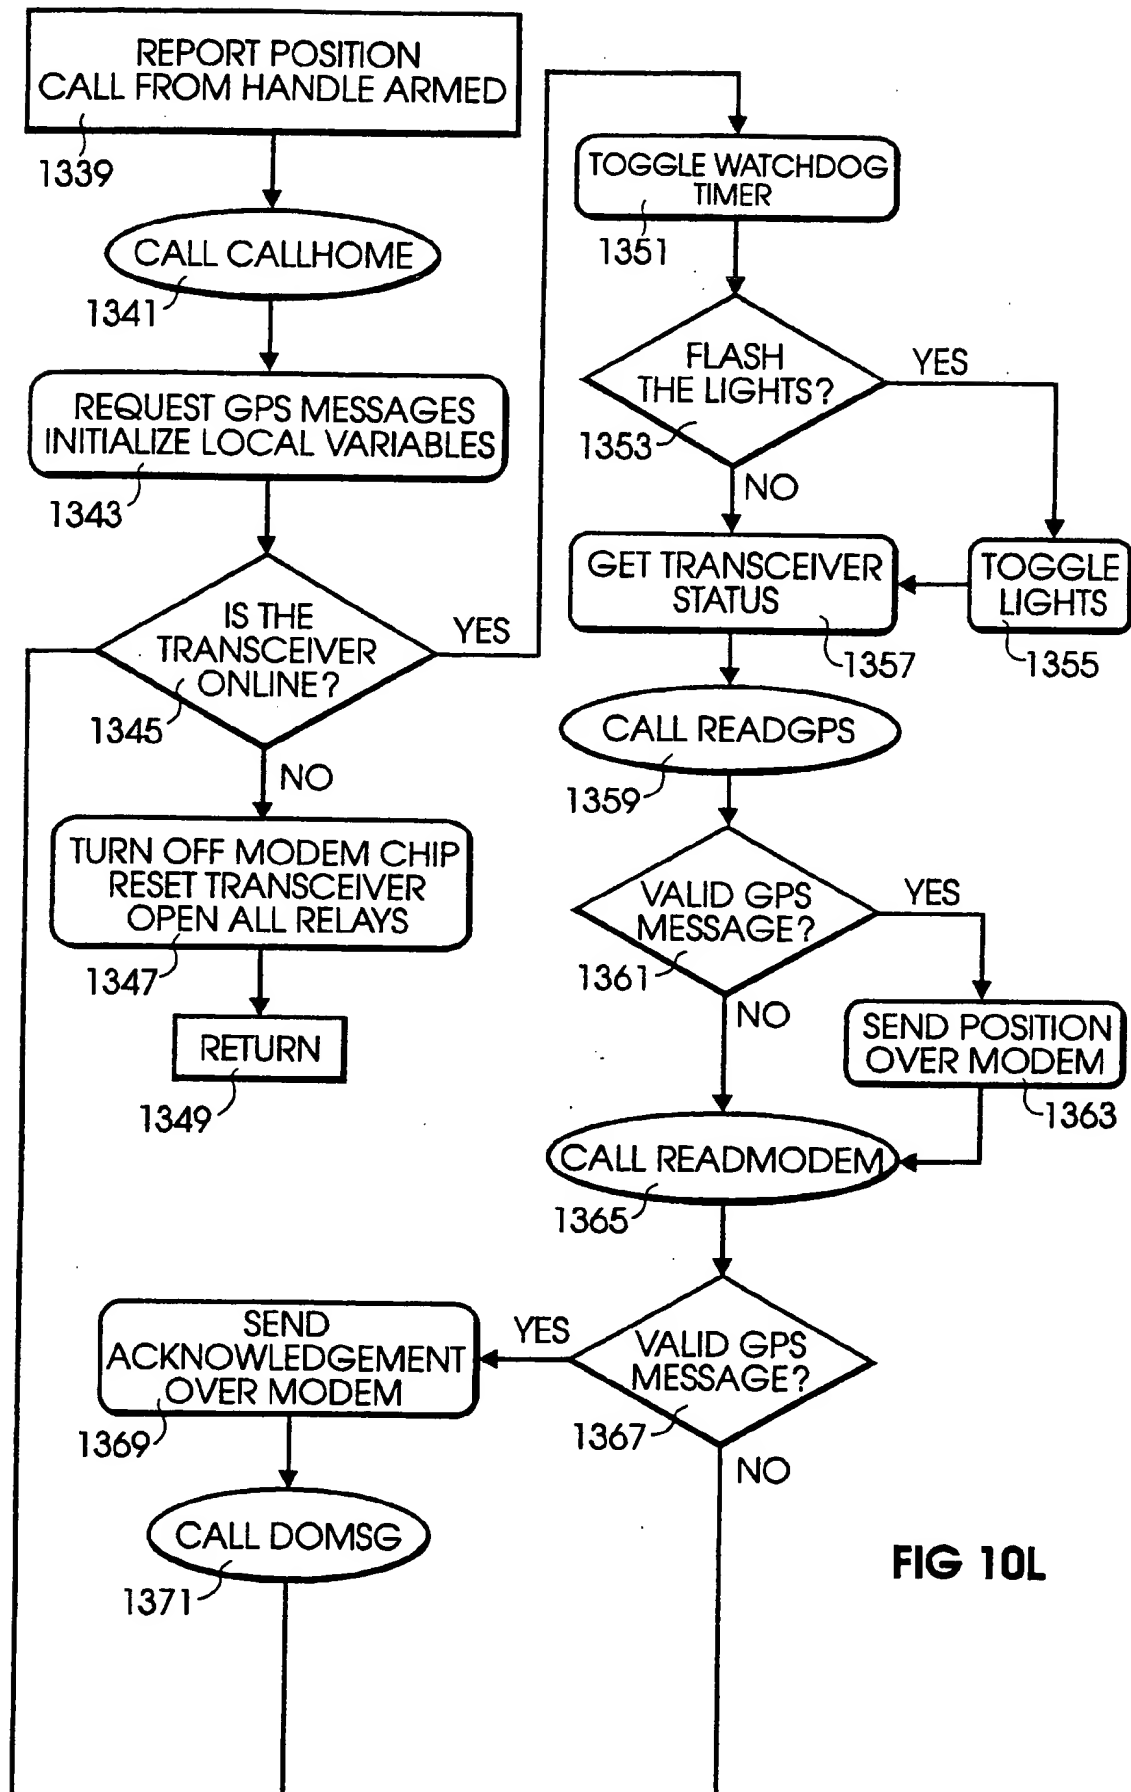 REPORT POSITION
CALL FROM HANDLE ARMED
1339
CALL CALLHOME
1341
REQUEST GPS MESSAGES
INITIALIZE LOCAL VARIABLES
1343
IS THE
TRANSCEIVER
ONLINE?
YES
1345
NO
TURN OFF MODEM CHIP
RESET TRANSCEIVER
OPEN ALL RELAYS
1347
RETURN
1349
TOGGLE WATCHDOG
TIMER
1351
FLASH
THE LIGHTS?
YES
1353
NO
TOGGLE
LIGHTS
1355
GET TRANSCEIVER
STATUS
1357
CALL READGPS
1359
VALID GPS
MESSAGE?
YES
1361
NO
SEND POSITION
OVER MODEM
1363
CALL READMODEM
1365
VALID GPS
MESSAGE?
YES
1367
NO
SEND
ACKNOWLEDGEMENT
OVER MODEM
1369
CALL DOMSG
1371
FIG 10L